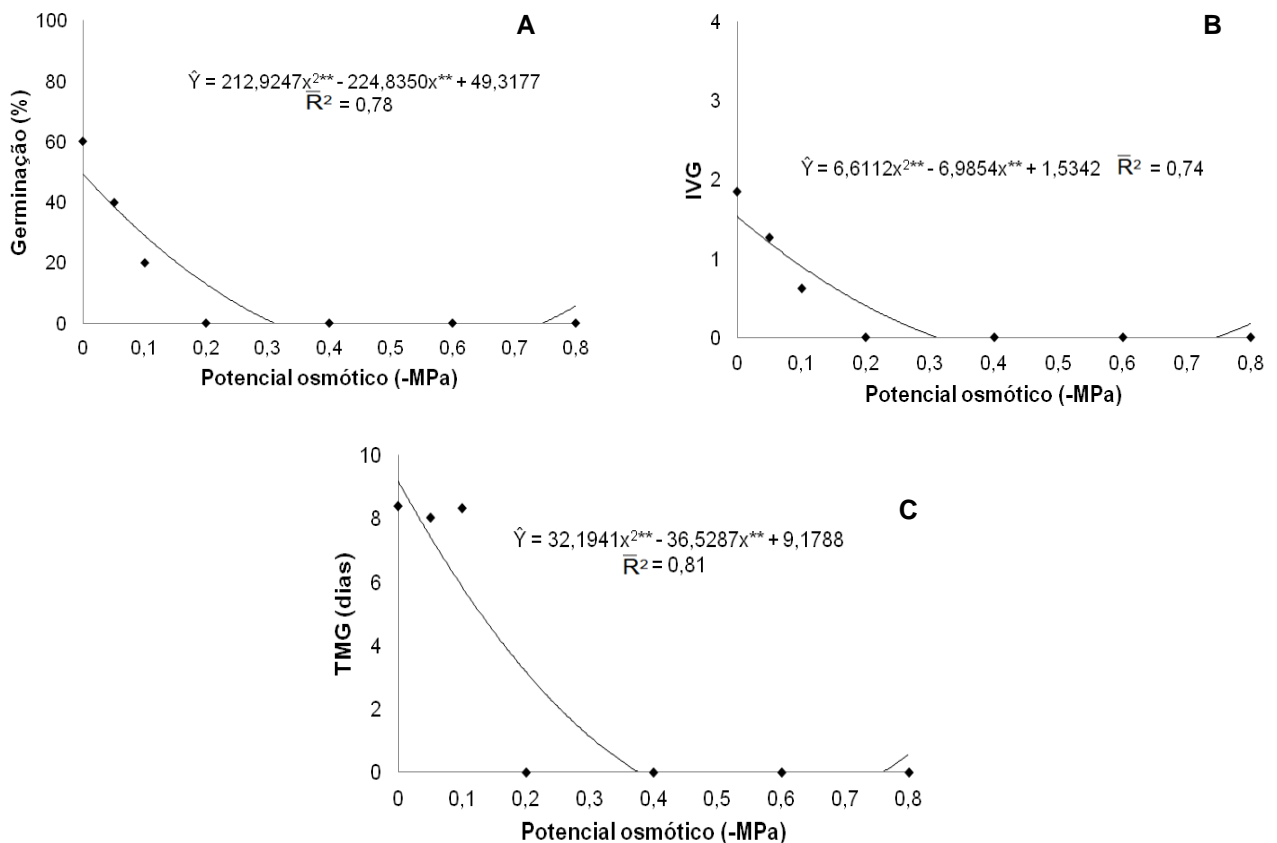 A
100
80
60
40
20
0
Germinação (%)
Ŷ = 212,9247x²** - 224,8350x** + 49,3177
R̅² = 0,78
0 0,1 0,2 0,3 0,4 0,5 0,6 0,7 0,8
Potencial osmótico (-MPa)
B
4
3
2
1
0
IVG
Ŷ = 6,6112x²** - 6,9854x** + 1,5342 R̅² = 0,74
0 0,1 0,2 0,3 0,4 0,5 0,6 0,7 0,8
Potencial osmótico (-MPa)
C
10
8
6
4
2
0
TMG (dias)
Ŷ = 32,1941x²** - 36,5287x** + 9,1788
R̅² = 0,81
0 0,1 0,2 0,3 0,4 0,5 0,6 0,7 0,8
Potencial osmótico (-MPa)